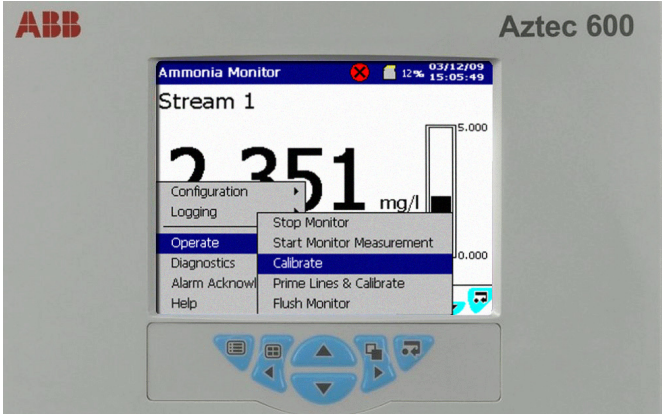 ABB
Aztec 600
Ammonia Monitor 12% 03/12/09
15:05:49
Stream 1
5.000
2.351 mg/l
0.000
Configuration
Logging
Operate
Diagnostics
Alarm Acknowl
Help
Stop Monitor
Start Monitor Measurement
Calibrate
Prime Lines & Calibrate
Flush Monitor